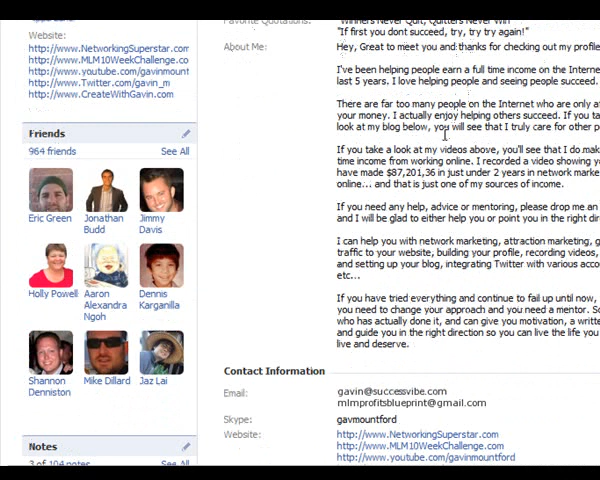 Website:
http://www.NetworkingSuperstar.com
http://www.MLM10WeekChallenge.co
http://www.youtube.com/gavinmount
http://www.Twitter.com/gavin_m
http://www.CreateWithGavin.com
Friends
964 friends
See All
Eric Green
Jonathan Budd
Jimmy Davis
Holly Powell
Aaron Alexandra Ngoh
Dennis Karganilla
Shannon Denniston
Mike Dillard
Jaz Lai
Notes
3 of 104 notes
See All
Favorite Quotations:
"Winners Never Quit, Quitters Never Win"
"If first you dont succeed, try, try try again!"
About Me:
Hey, Great to meet you and thanks for checking out my profile
I've been helping people earn a full time income on the Internet
last 5 years. I love helping people and seeing people succeed.
There are far too many people on the Internet who are only af
your money. I actually enjoy helping others succeed. If you ta
look at my blog below, you will see that I truly care for other p
If you take a look at my videos above, you'll see that I do mak
time income from working online. I recorded a video showing y
have made $87,201,36 in just under 2 years in network marke
online... and that is just one of my sources of income.
If you need any help, advice or mentoring, please drop me an
and I will be glad to either help you or point you in the right dir
I can help you with network marketing, attraction marketing, g
traffic to your website, building your profile, recording videos,
and setting up your blog, integrating Twitter with various acco
etc...
If you have tried everything and continue to fail up until now,
you need to change your approach and you need a mentor. So
who has actually done it, and can give you motivation, a writte
and guide you in the right direction so you can live the life you
live and deserve.
Contact Information
Email:
gavin@successvibe.com
mlmprofitsblueprint@gmail.com
Skype:
gavmountford
Website:
http://www.NetworkingSuperstar.com
http://www.MLM10WeekChallenge.com
http://www.youtube.com/gavinmountford